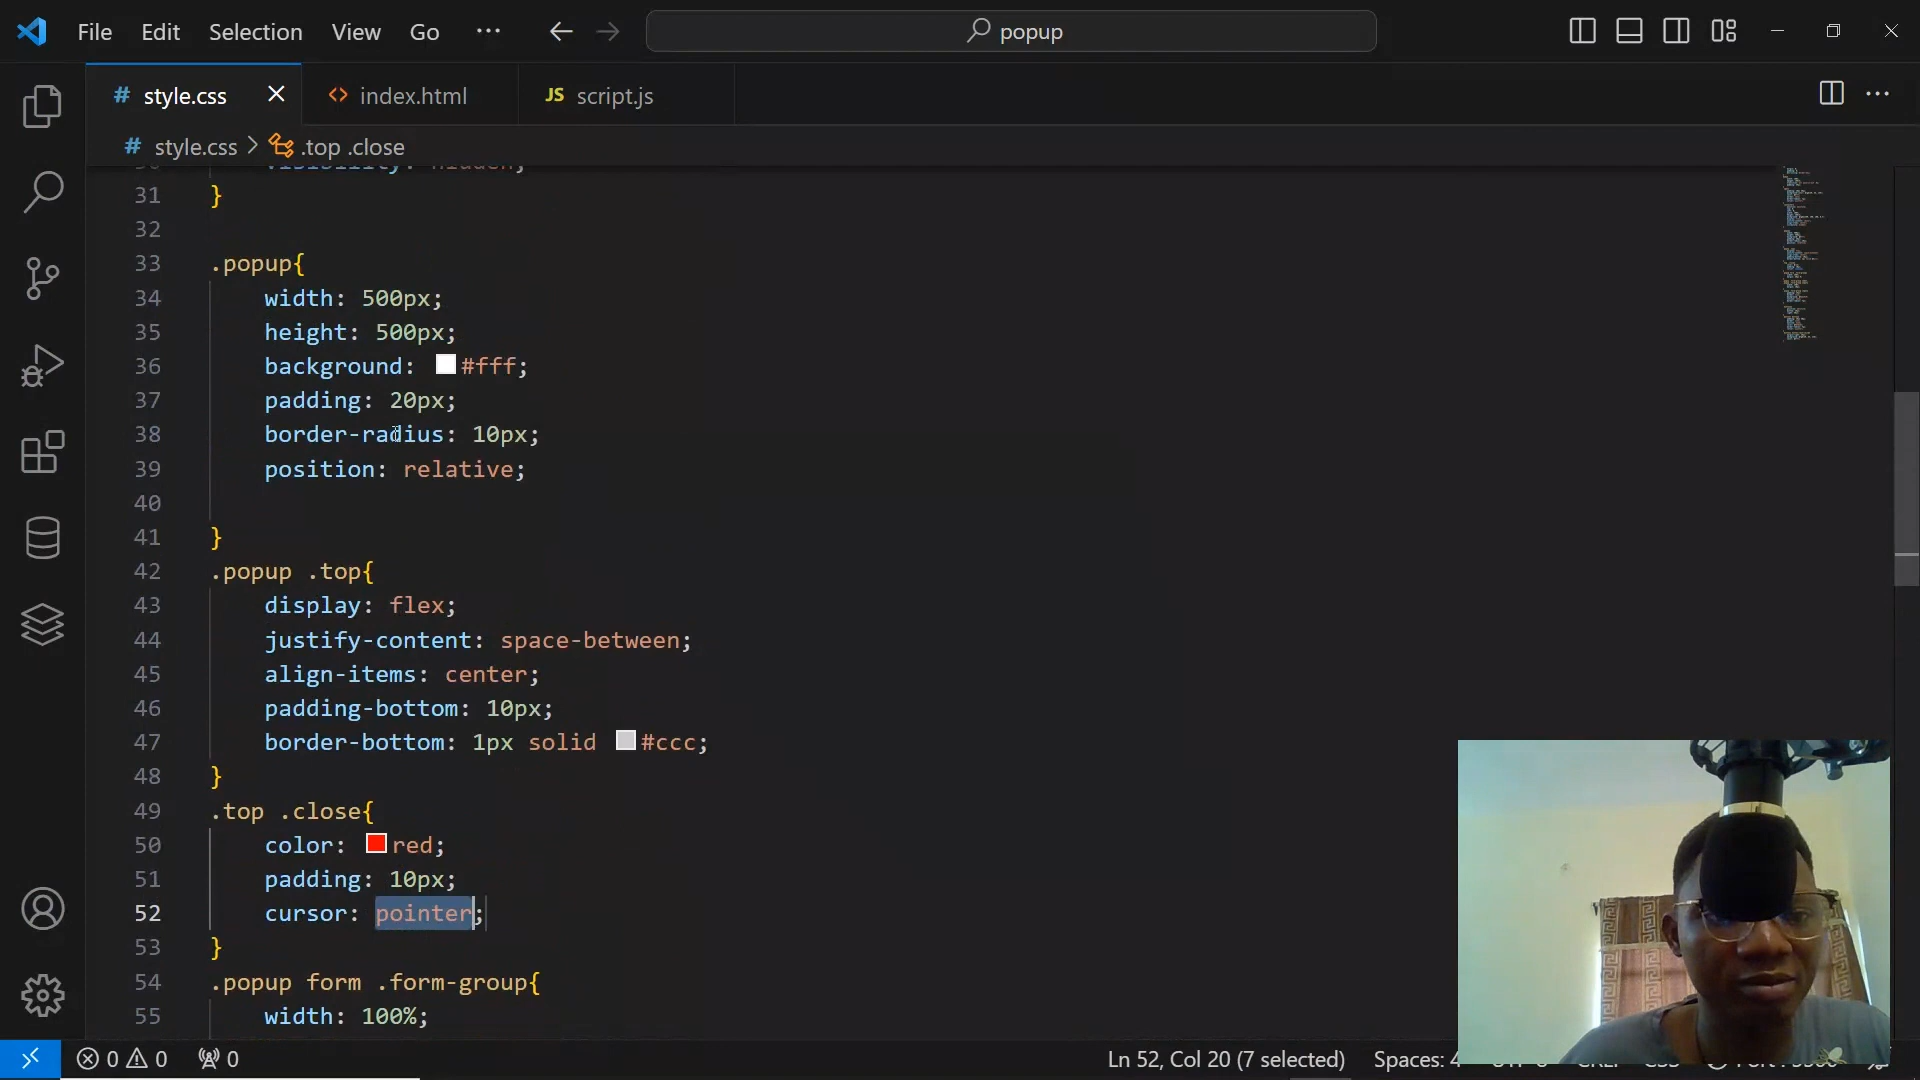 File Edit Selection View Go ··· popup
style.css index.html JS script.js
# style.css > .top .close
31 }
32
33 .popup{
34 width: 500px;
35 height: 500px;
36 background: #fff;
37 padding: 20px;
38 border-radius: 10px;
39 position: relative;
40
41 }
42 .popup .top{
43 display: flex;
44 justify-content: space-between;
45 align-items: center;
46 padding-bottom: 10px;
47 border-bottom: 1px solid #ccc;
48 }
49 .top .close{
50 color: red;
51 padding: 10px;
52 cursor: pointer;
53 }
54 .popup form .form-group{
55 width: 100%;
0 0 0 Ln 52, Col 20 (7 selected) Spaces: 4